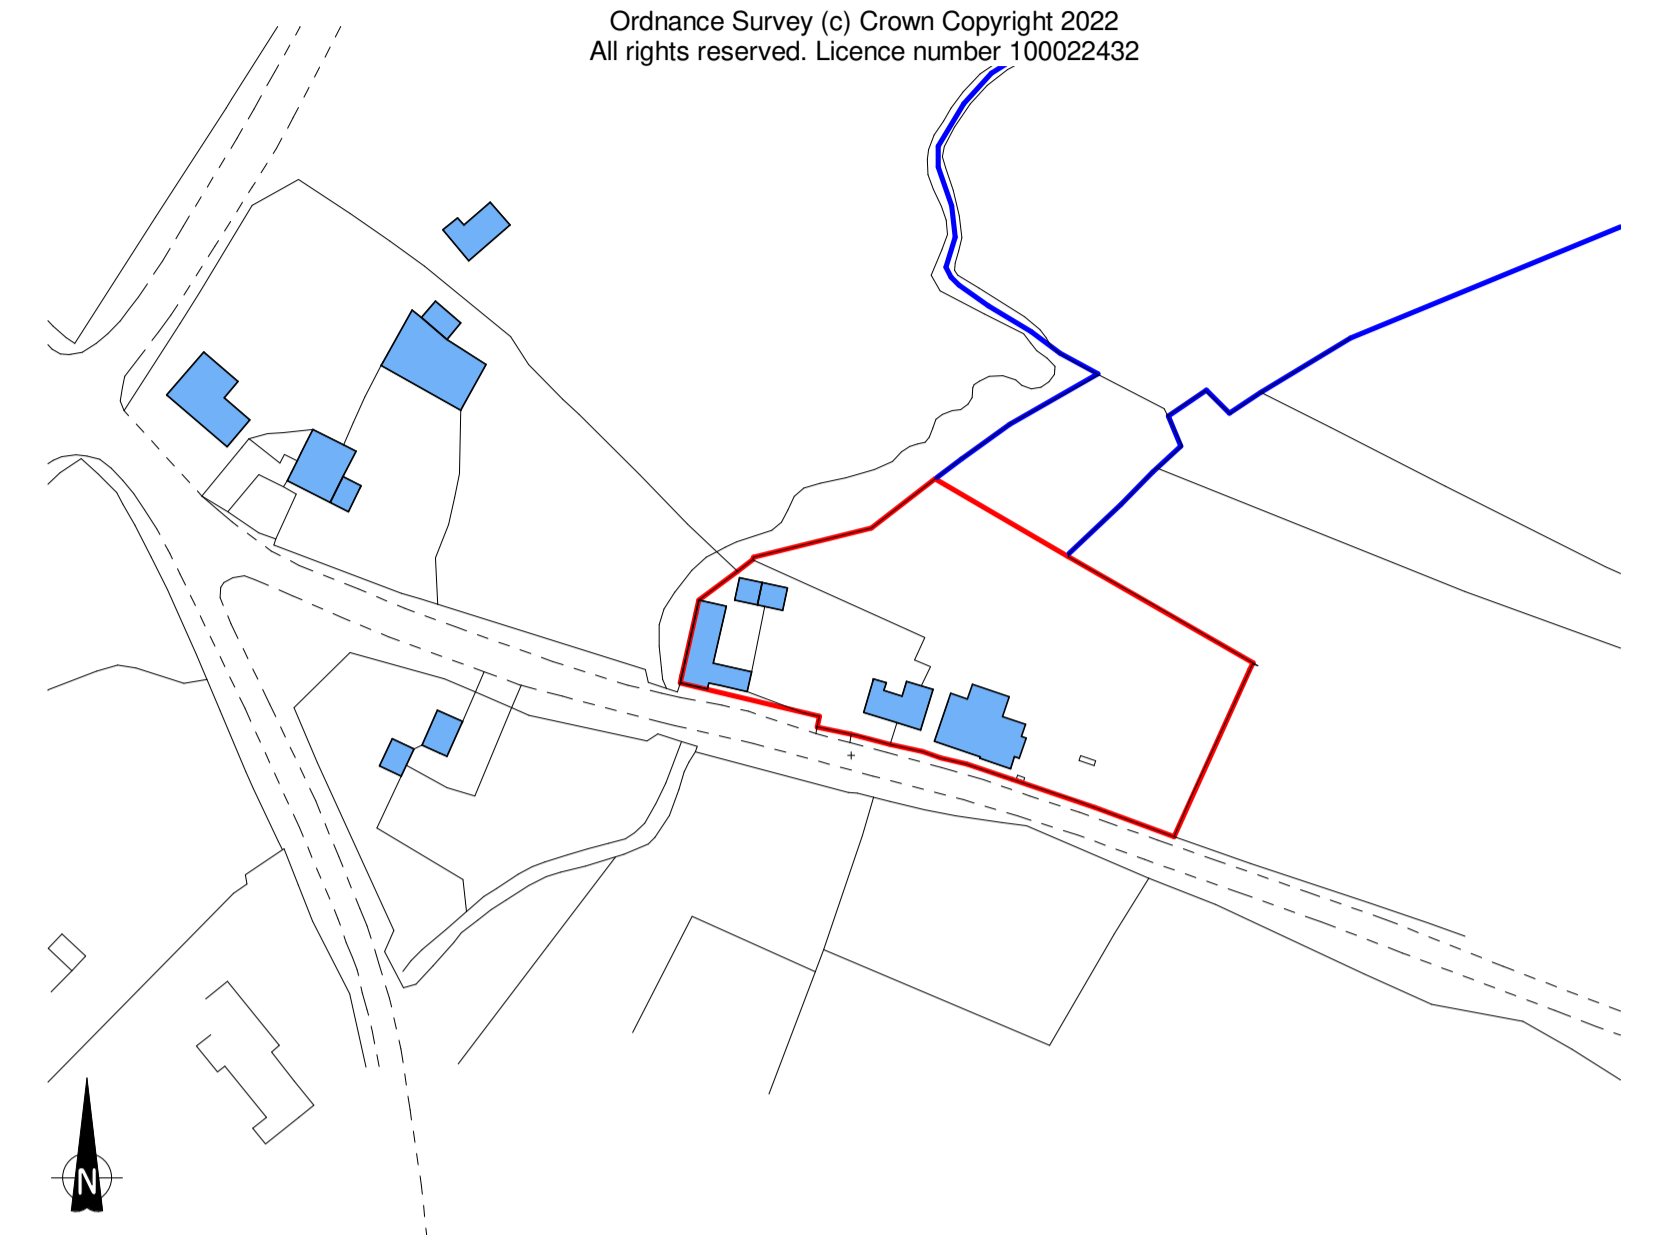 Ordnance Survey (c) Crown Copyright 2022
All rights reserved. Licence number 100022432
N